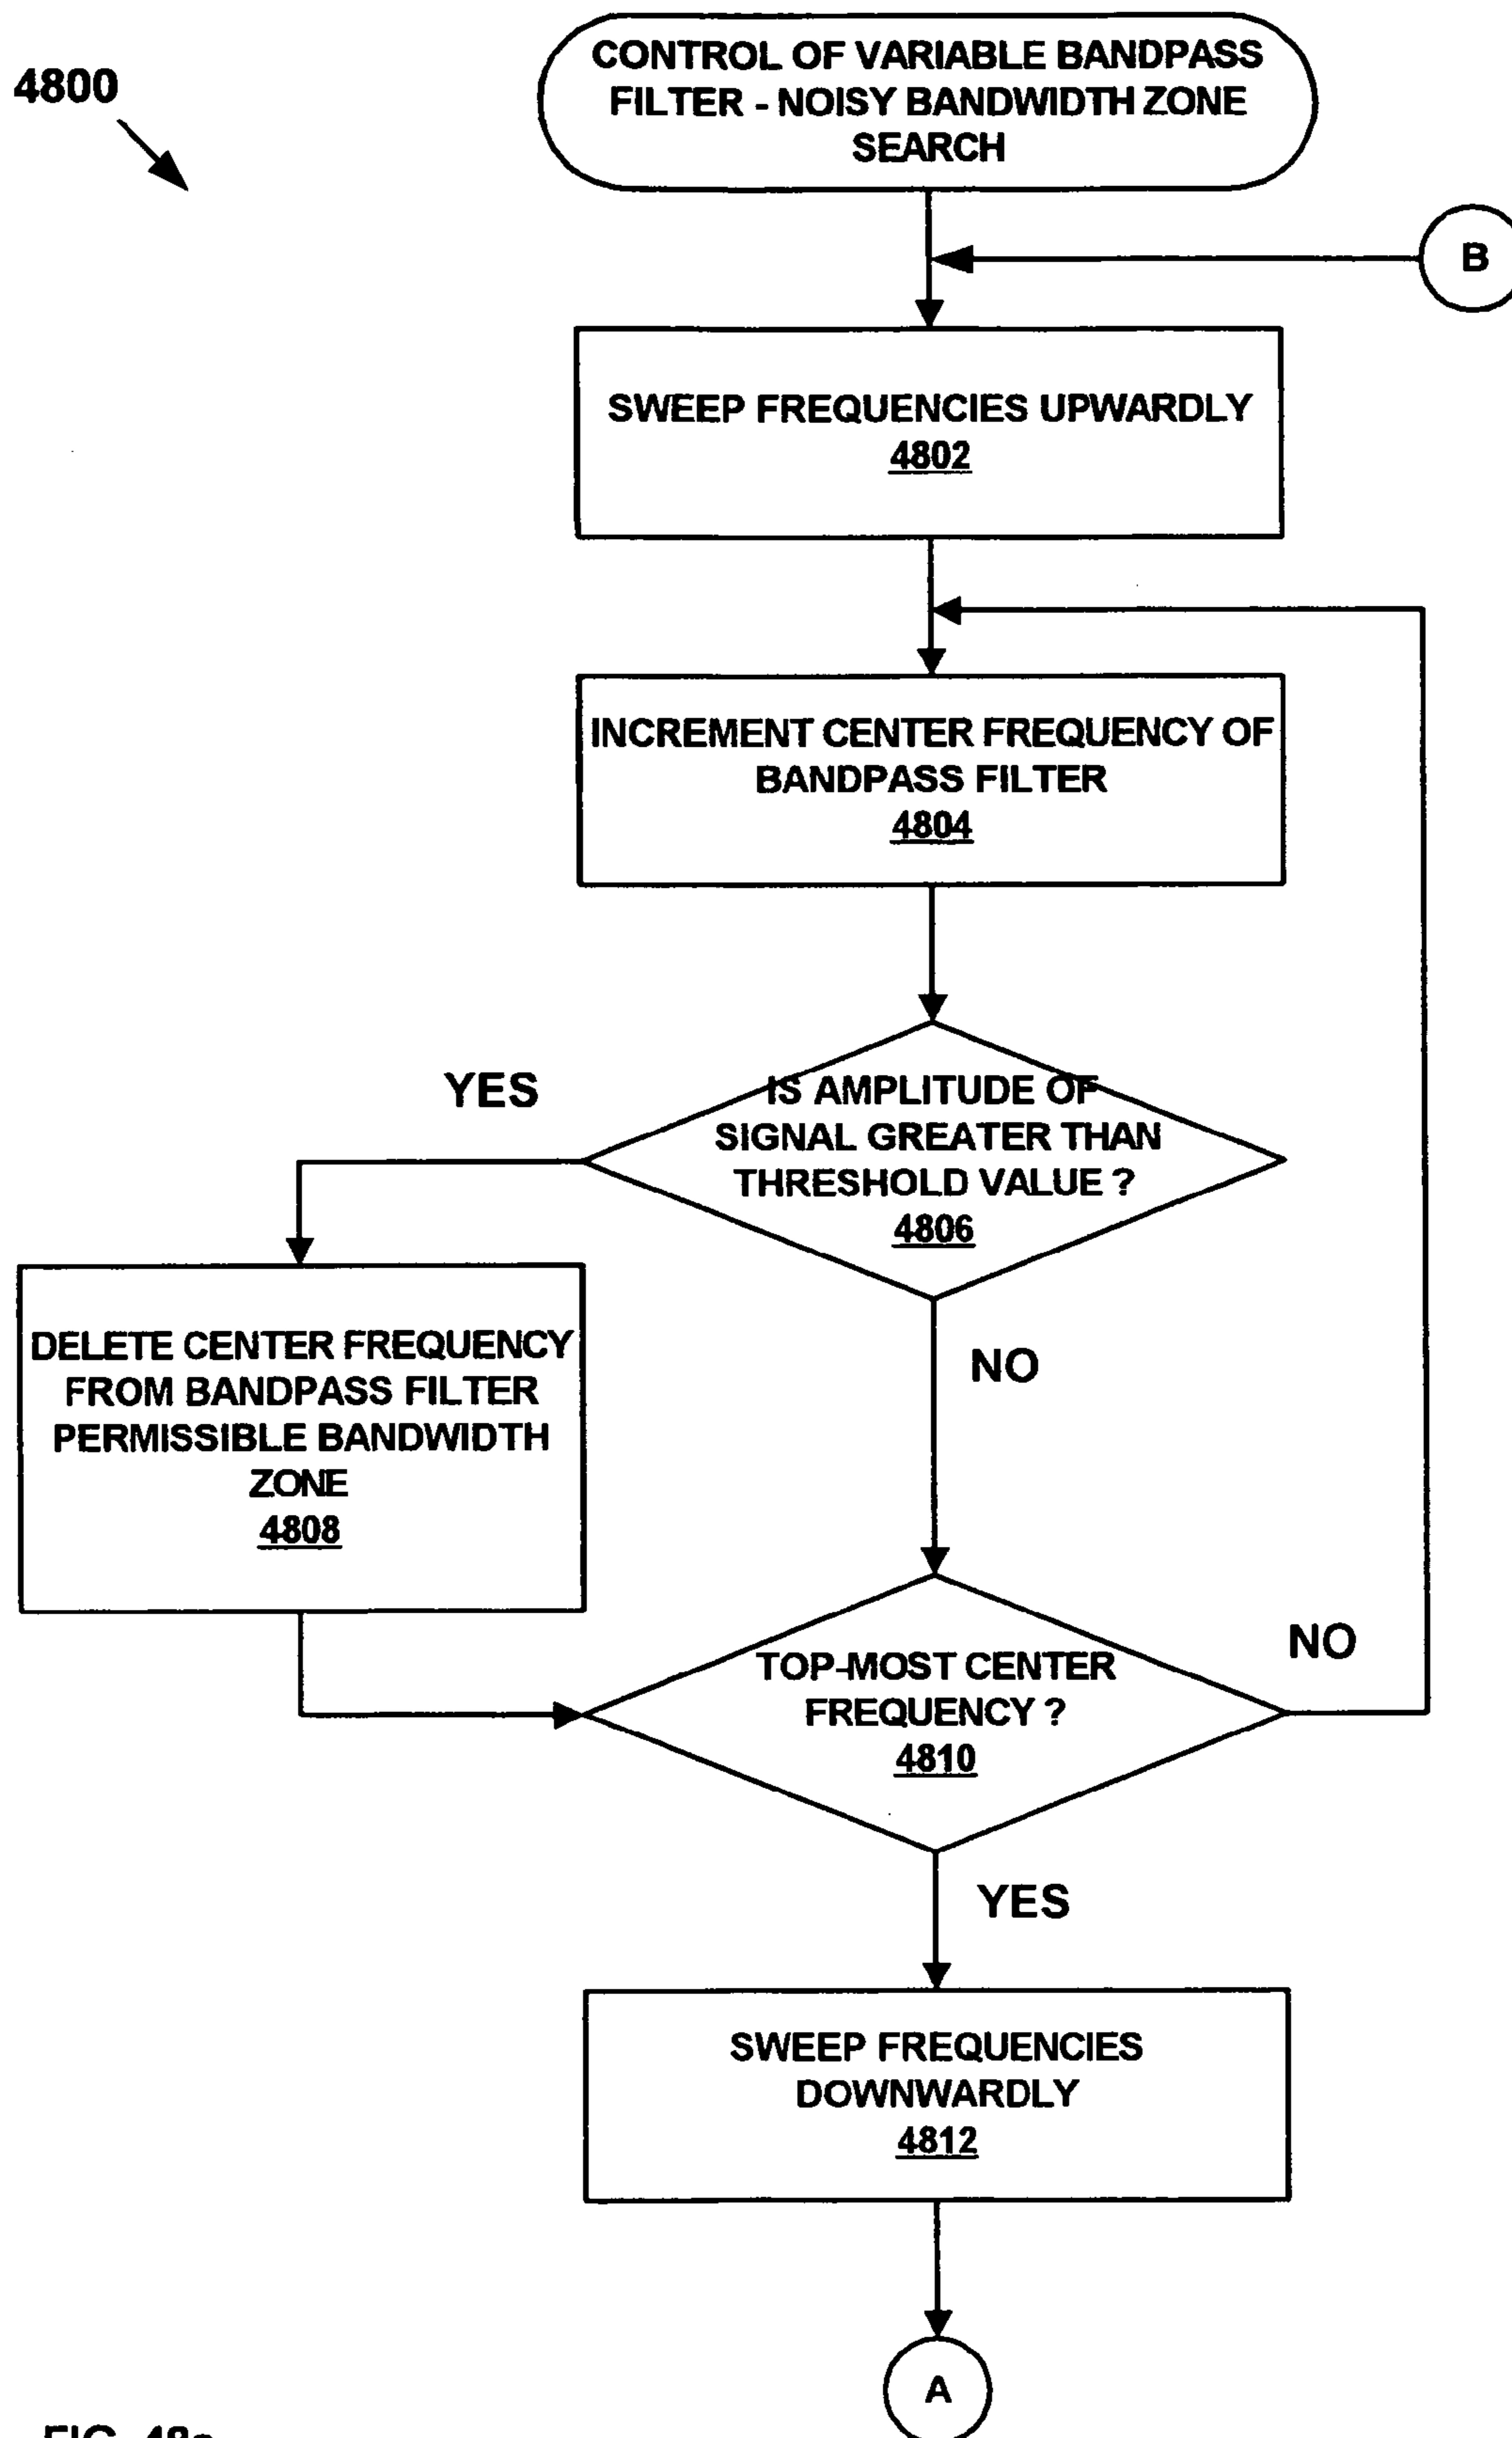 4800
CONTROL OF VARIABLE BANDPASS
FILTER - NOISY BANDWIDTH ZONE
SEARCH
B
SWEEP FREQUENCIES UPWARDLY
4802
INCREMENT CENTER FREQUENCY OF
BANDPASS FILTER
4804
YES
IS AMPLITUDE OF
SIGNAL GREATER THAN
THRESHOLD VALUE ?
4806
DELETE CENTER FREQUENCY
FROM BANDPASS FILTER
PERMISSIBLE BANDWIDTH
ZONE
4808
NO
TOP-MOST CENTER
FREQUENCY ?
4810
NO
YES
SWEEP FREQUENCIES
DOWNWARDLY
4812
A
FIG. 48a